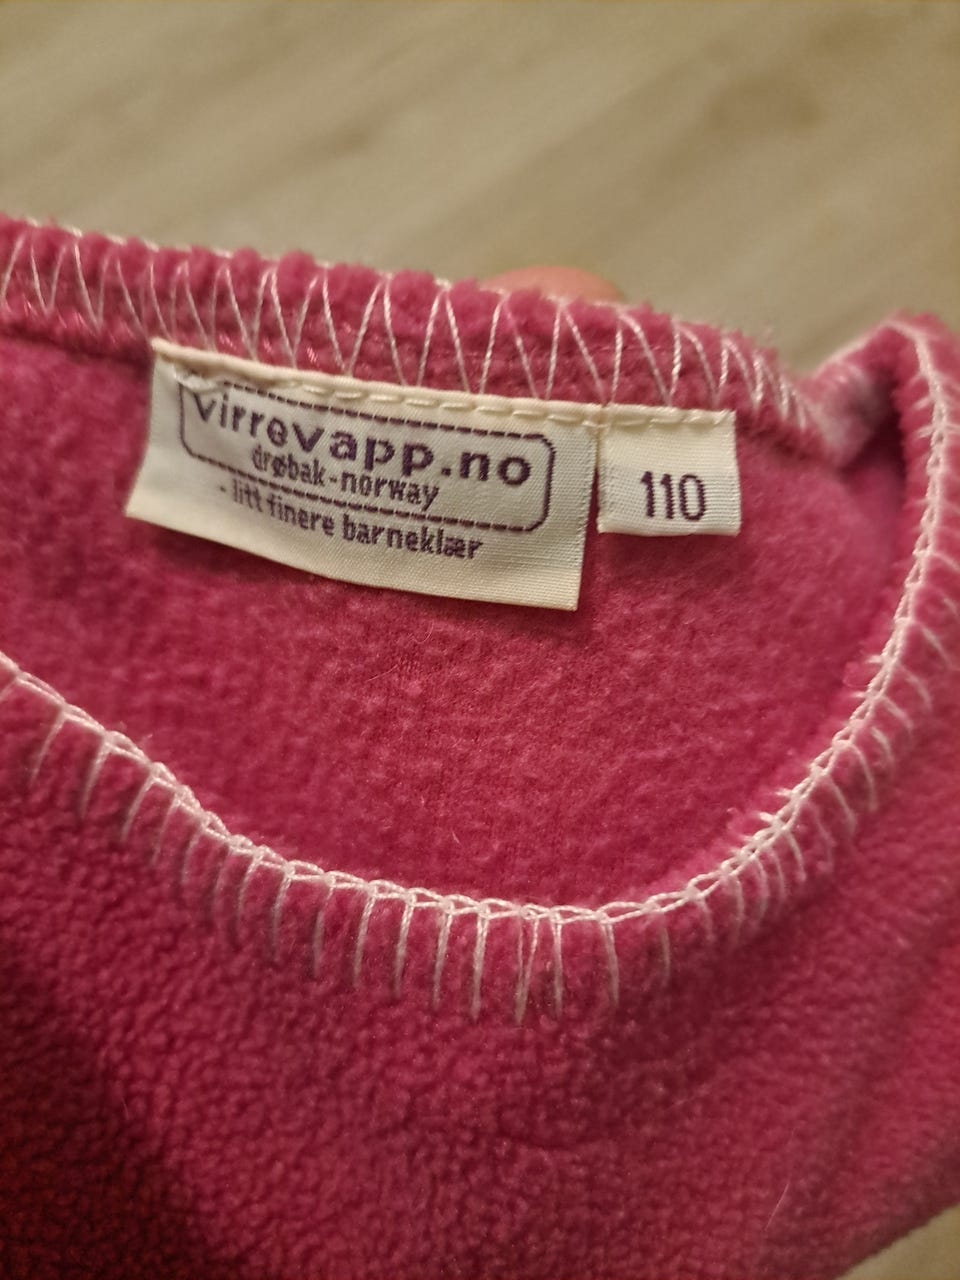 virrevapp.no
drøbak-norway
- litt finere barneklær
110